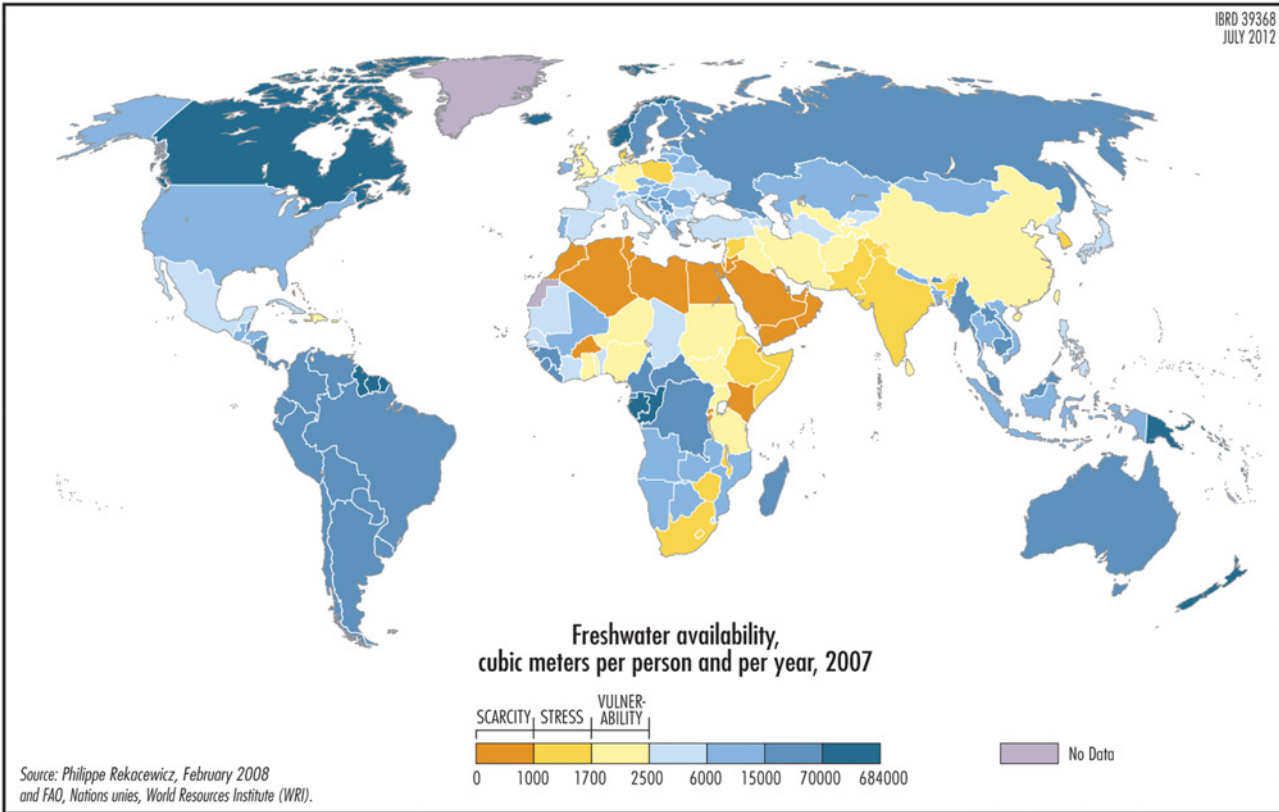 IBRD 39368
JULY 2012
Freshwater availability,
cubic meters per person and per year, 2007
SCARCITY STRESS VULNER-
ABILITY
0 1000 1700 2500 6000 15000 70000 684000
No Data
Source: Philippe Rekacewicz, February 2008
and FAO, Nations unies, World Resources Institute (WRI).